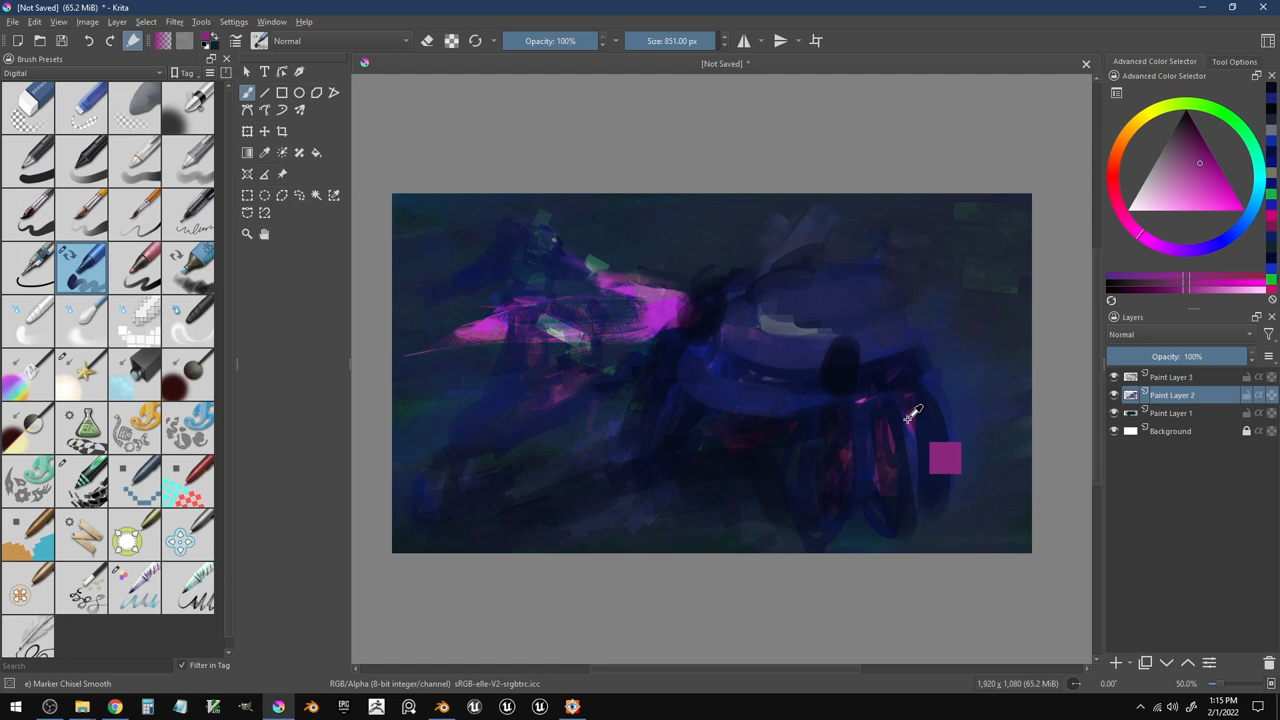 [Not Saved]  (65.2 MiB)  * - Krita
File Edit View Image Layer Select Filter Tools Settings Window Help
Normal Opacity: 100% Size: 851.00 px
Brush Presets
[Not Saved]  *
Advanced Color Selector Tool Options
Digital Tag
Advanced Color Selector
Layers
Normal
Opacity:  100%
Paint Layer 3
Paint Layer 2
Paint Layer 1
Background
Search Filter in Tag
e) Marker Chisel Smooth RGB/Alpha (8-bit integer/channel)  sRGB-elle-V2-srgbtrc.icc 1,920 x 1,080 (65.2 MiB) 0.00° 50.0%
EPIC
1:15 PM
2/1/2022